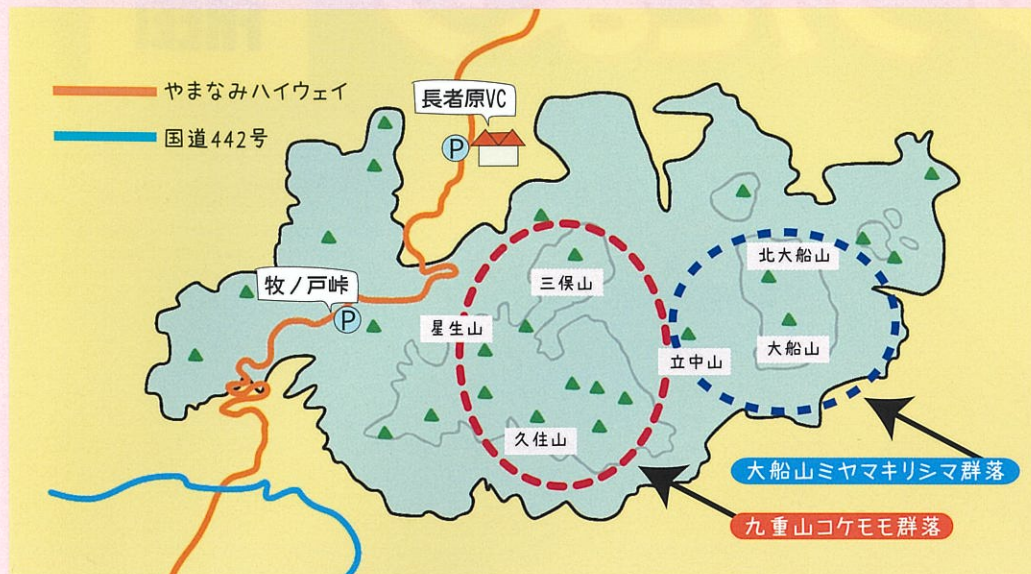 やまなみハイウェイ
国道442号
長者原VC
P
牧ノ戸峠
P
三俣山
北大船山
星生山
立中山
大船山
久住山
大船山ミヤマキリシマ群落
九重山コケモモ群落